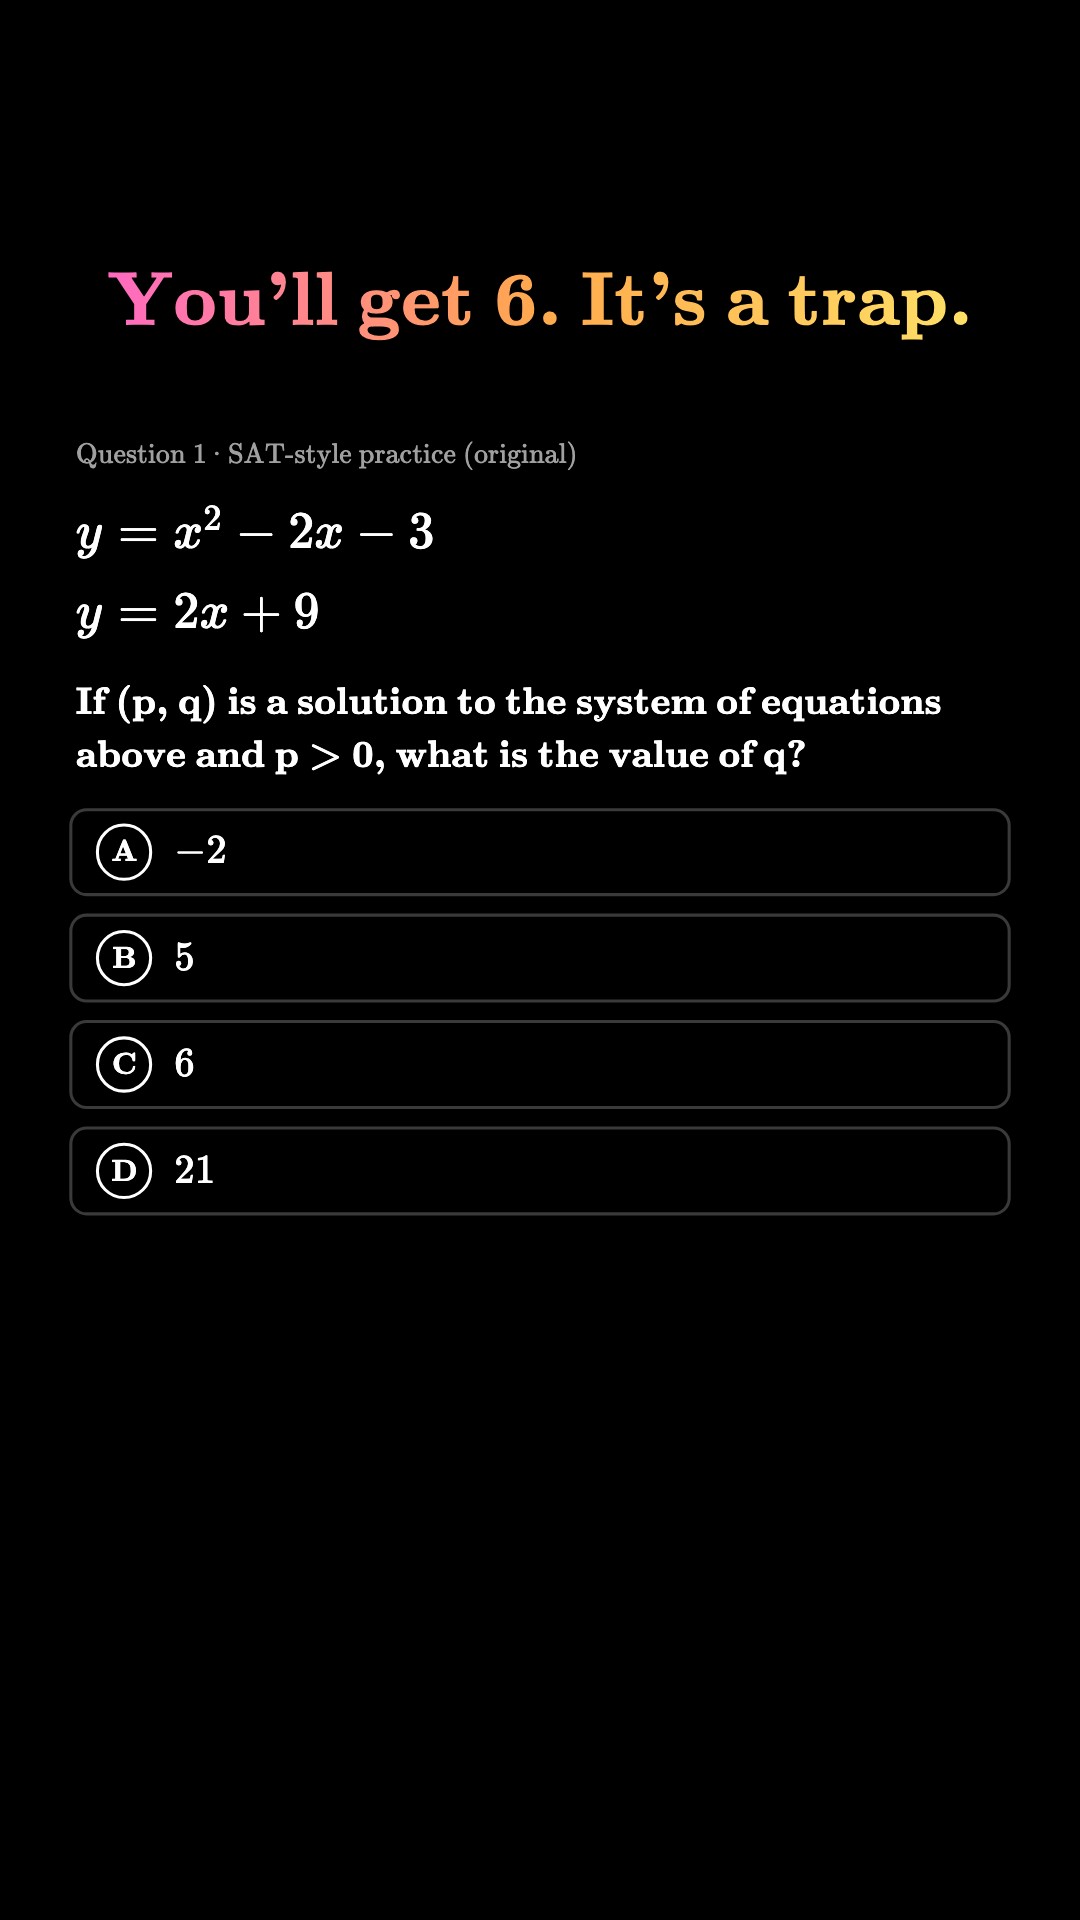 You’ll get 6. It’s a trap.
Question 1 · SAT-style practice (original)
y = x² − 2x − 3
y = 2x + 9
If (p, q) is a solution to the system of equations
above and p > 0, what is the value of q?
A −2
B 5
C 6
D 21